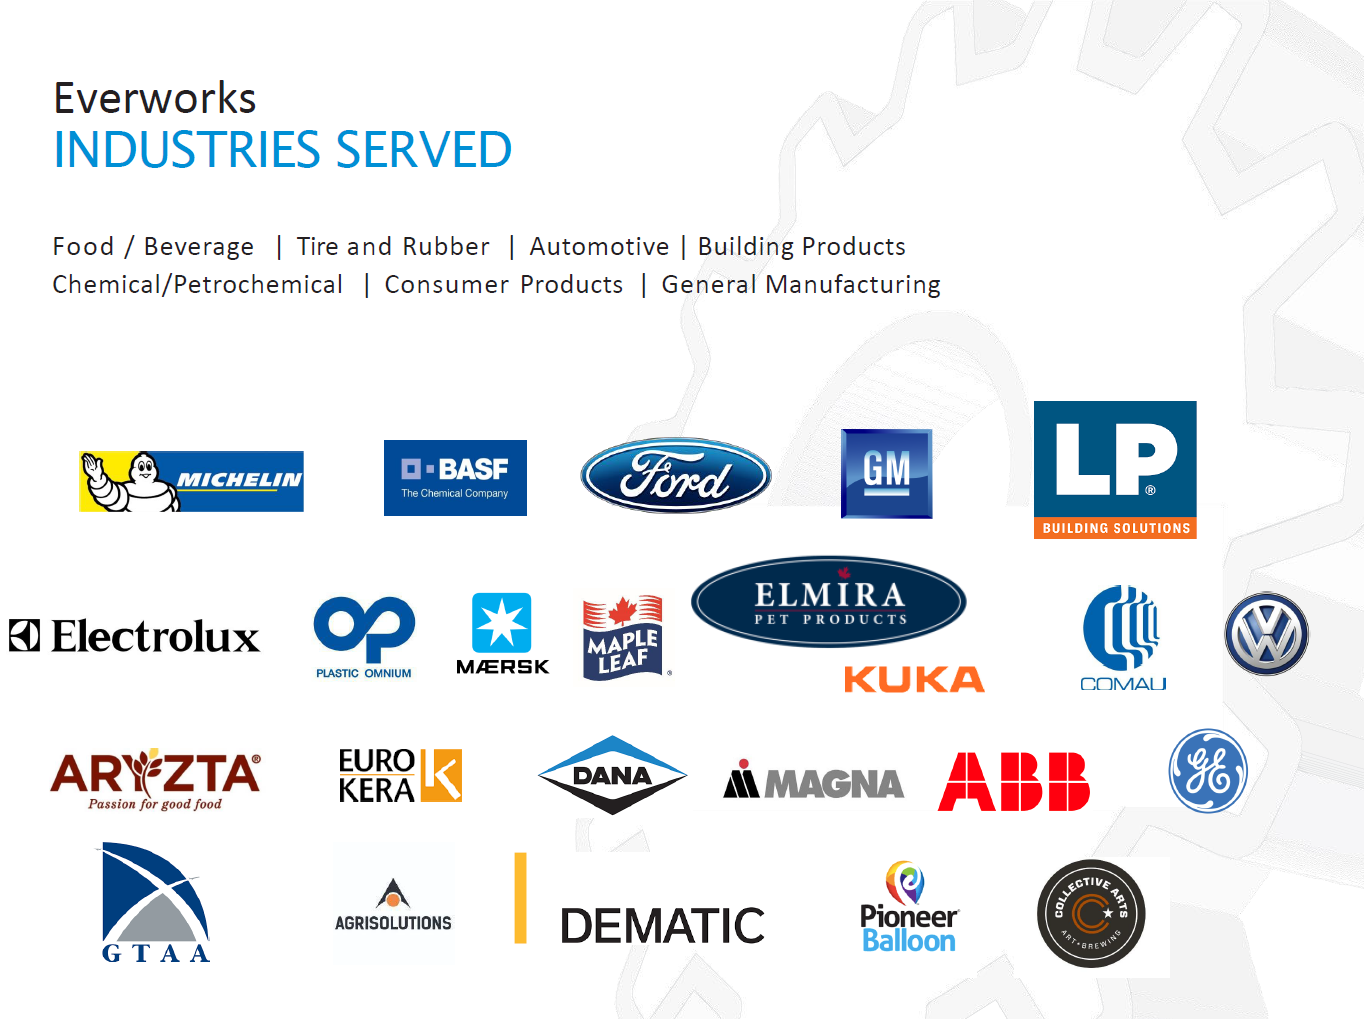 Everworks
INDUSTRIES SERVED
Food / Beverage | Tire and Rubber | Automotive | Building Products
Chemical/Petrochemical | Consumer Products | General Manufacturing
MICHELIN
BASF
The Chemical Company
Ford
GM
LP®
BUILDING SOLUTIONS
Electrolux
OP
PLASTIC OMNIUM
MÆRSK
MAPLE
LEAF®
ELMIRA
PET PRODUCTS
KUKA
COMAU
VW
ARYZTA®
Passion for good food
EURO
KERA
K
DANA
MAGNA
ABB
GE
GTAA
AGRISOLUTIONS
DEMATIC
Pioneer
Balloon
COLLECTIVE ARTS
ART+BREWING